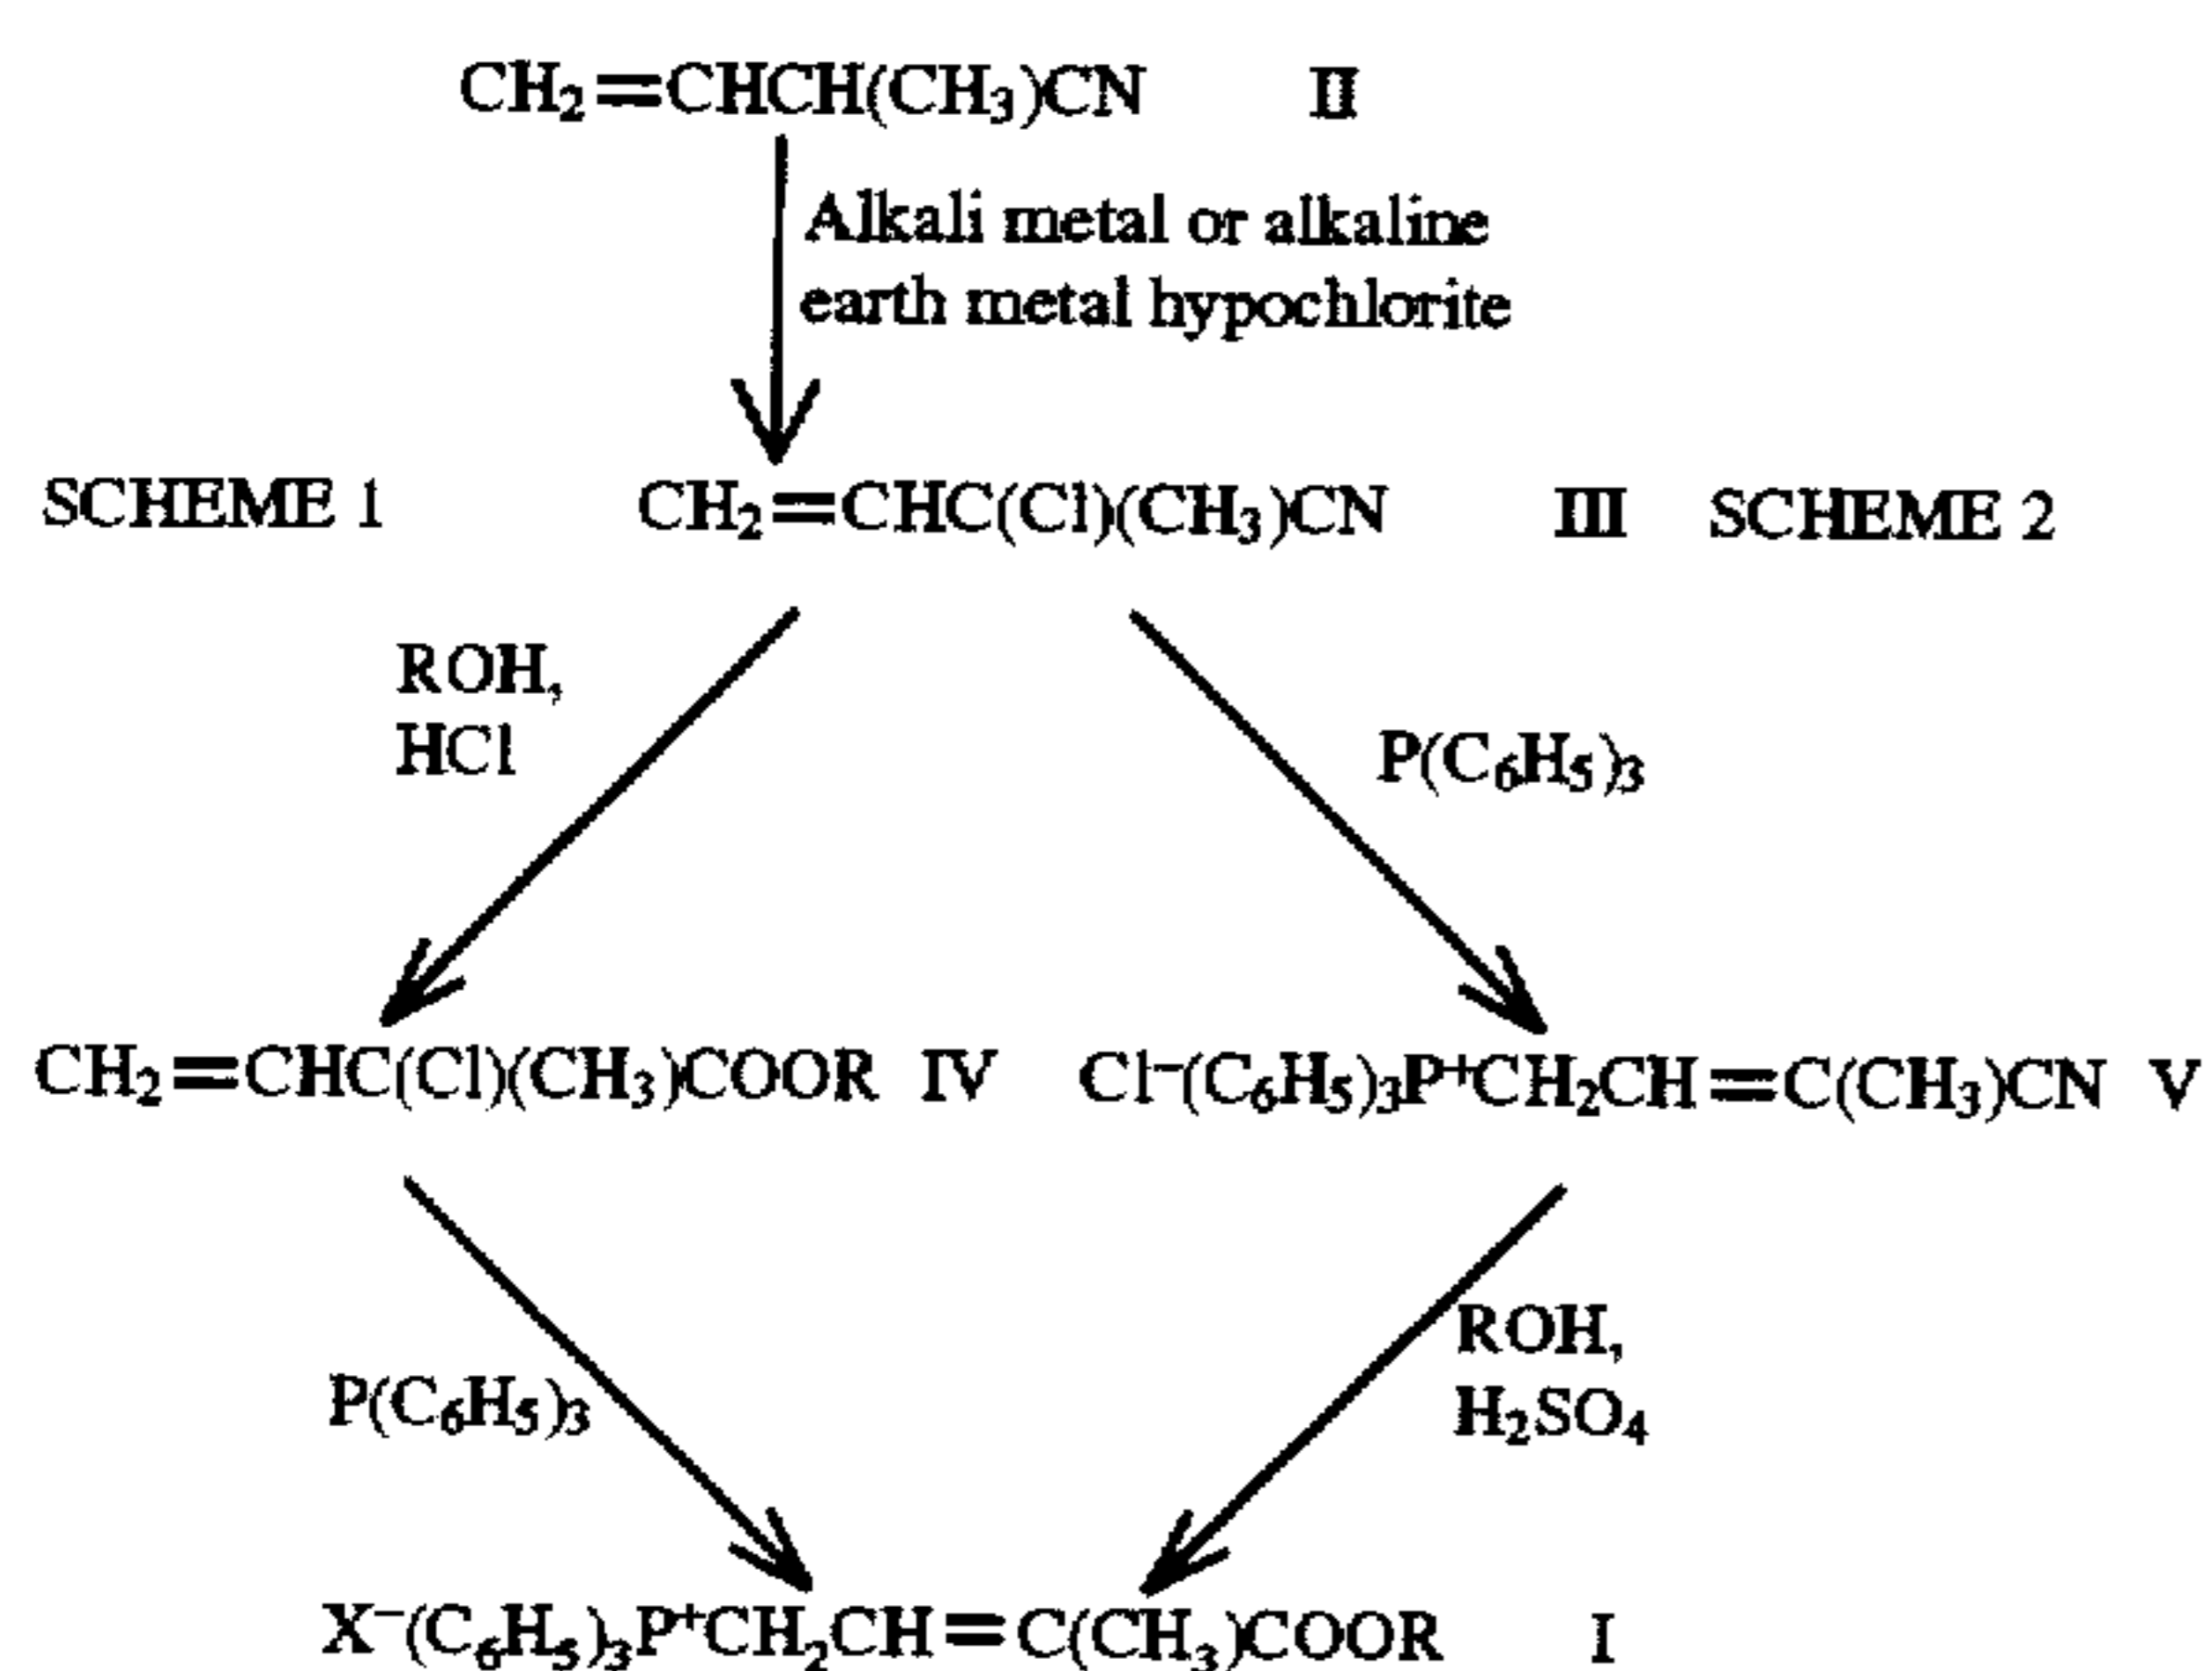 CH₂=CHCH(CH₃)CN II
Alkali metal or alkaline
earth metal hypochlorite
SCHEME 1 CH₂=CHC(Cl)(CH₃)CN III SCHEME 2
ROH,
HCl
P(C₆H₅)₃
CH₂=CHC(Cl)(CH₃)COOR IV Cl⁻(C₆H₅)₃P⁺CH₂CH=C(CH₃)CN V
P(C₆H₅)₃
ROH,
H₂SO₄
X⁻(C₆H₅)₃P⁺CH₂CH=C(CH₃)COOR I